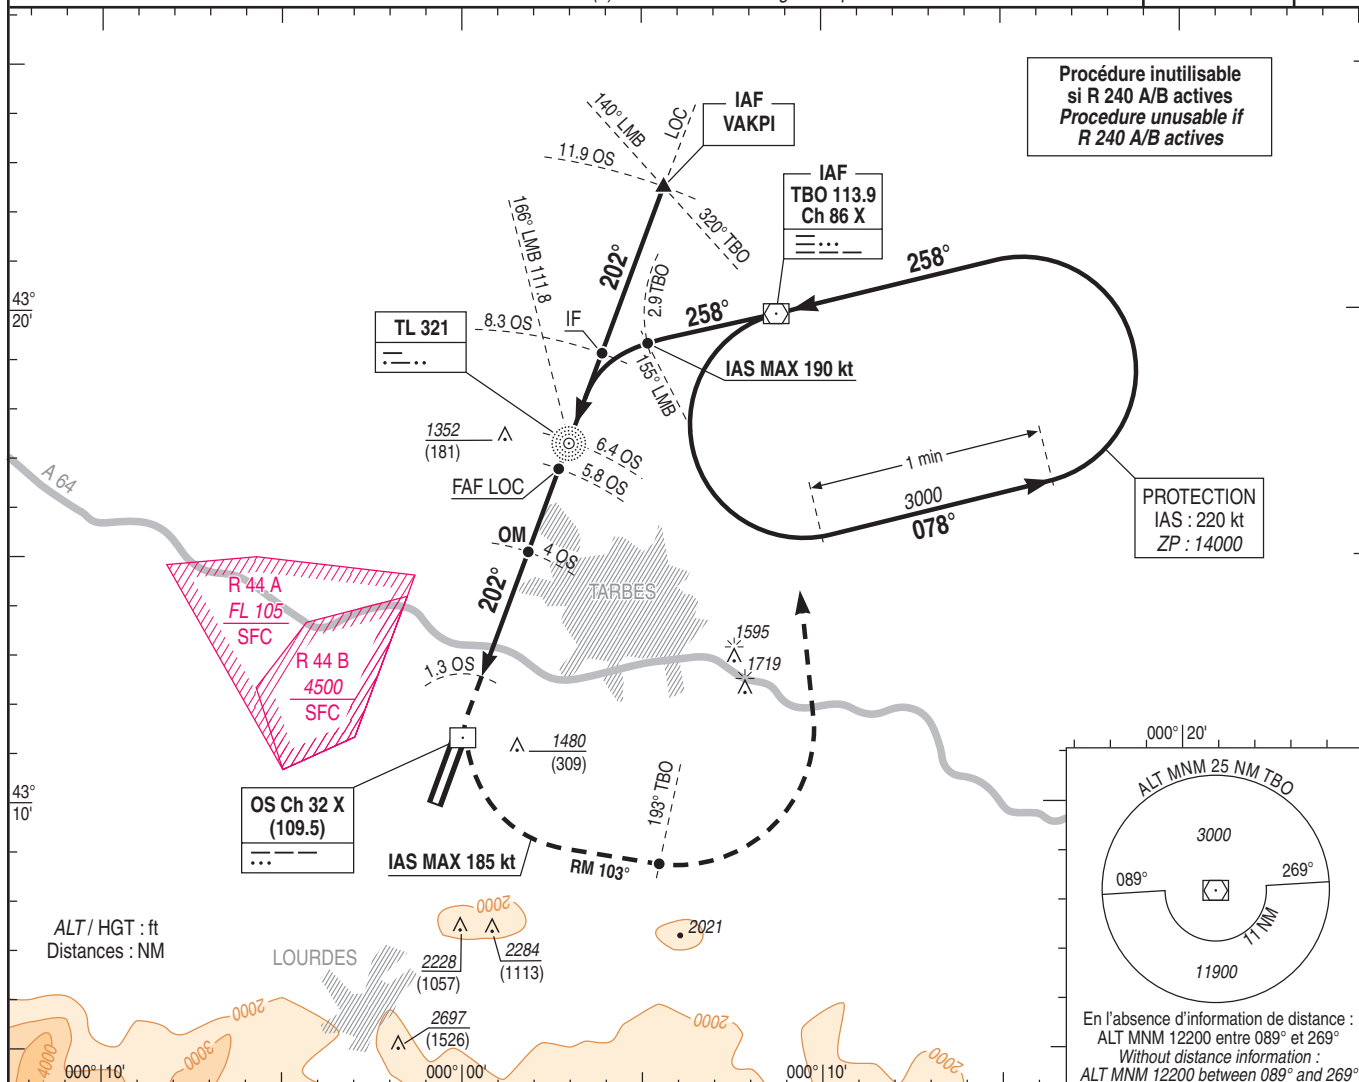 Procédure inutilisable
si R 240 A/B actives
Procedure unusable if
R 240 A/B actives
IAF
VAKPI
140° LMB
LOC
11.9 OS
320° TBO
IAF
TBO 113.9
Ch 86 X
166° LMB 111.8
202°
2.9 TBO
258°
258°
43°
20'
TL 321
8.3 OS
IF
155° LMB
IAS MAX 190 kt
1352
(181)
6.4 OS
5.8 OS
FAF LOC
A 64
1 min
3000
078°
PROTECTION
IAS : 220 kt
ZP : 14000
OM
4 OS
202°
TARBES
R 44 A
FL 105
SFC
R 44 B
4500
SFC
1595
1719
1.3 OS
1480
(309)
193° TBO
43°
10'
OS Ch 32 X
(109.5)
IAS MAX 185 kt
RM 103°
000° 20'
ALT MNM 25 NM TBO
3000
089°
269°
11 NM
11900
En l'absence d'information de distance :
ALT MNM 12200 entre 089° et 269°
Without distance information :
ALT MNM 12200 between 089° and 269°
ALT / HGT : ft
Distances : NM
2000
2021
2228
(1057)
2284
(1113)
LOURDES
2697
(1526)
2000
3000
4000
2000
2000
000° 10'
000° 00'
000° 10'